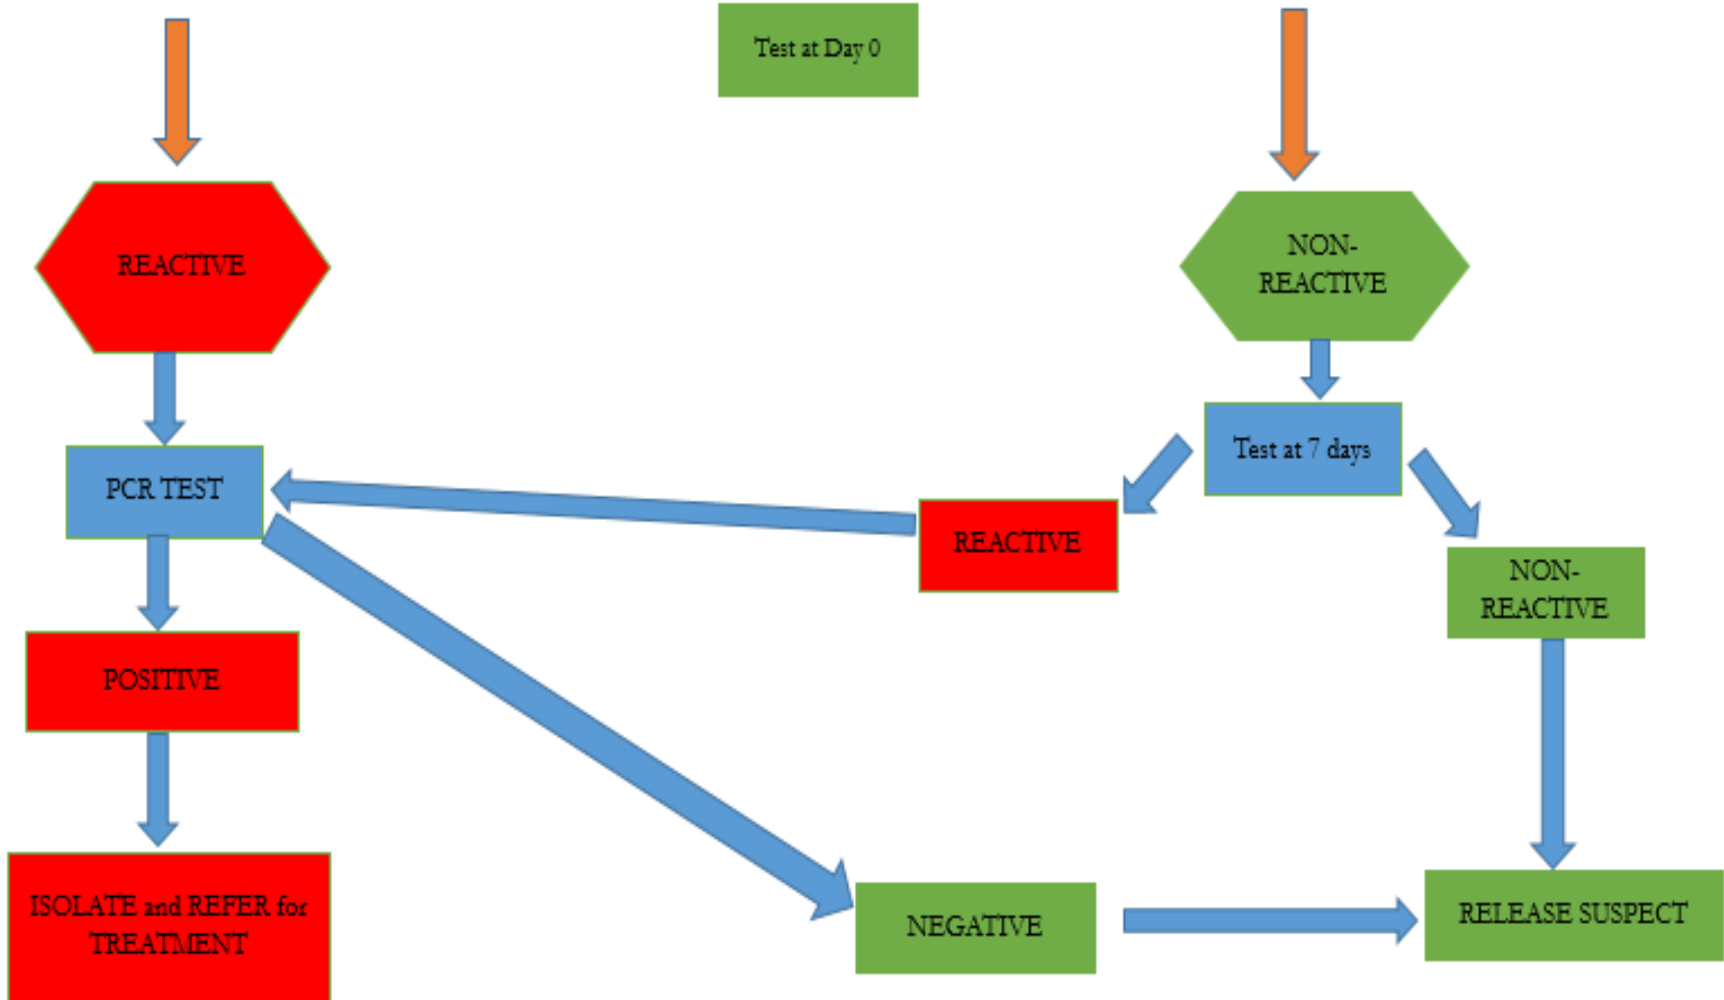 Test at Day 0
REACTIVE
NON-
REACTIVE
PCR TEST
Test at 7 days
REACTIVE
NON-
REACTIVE
POSITIVE
ISOLATE and REFER for
TREATMENT
NEGATIVE
RELEASE SUSPECT